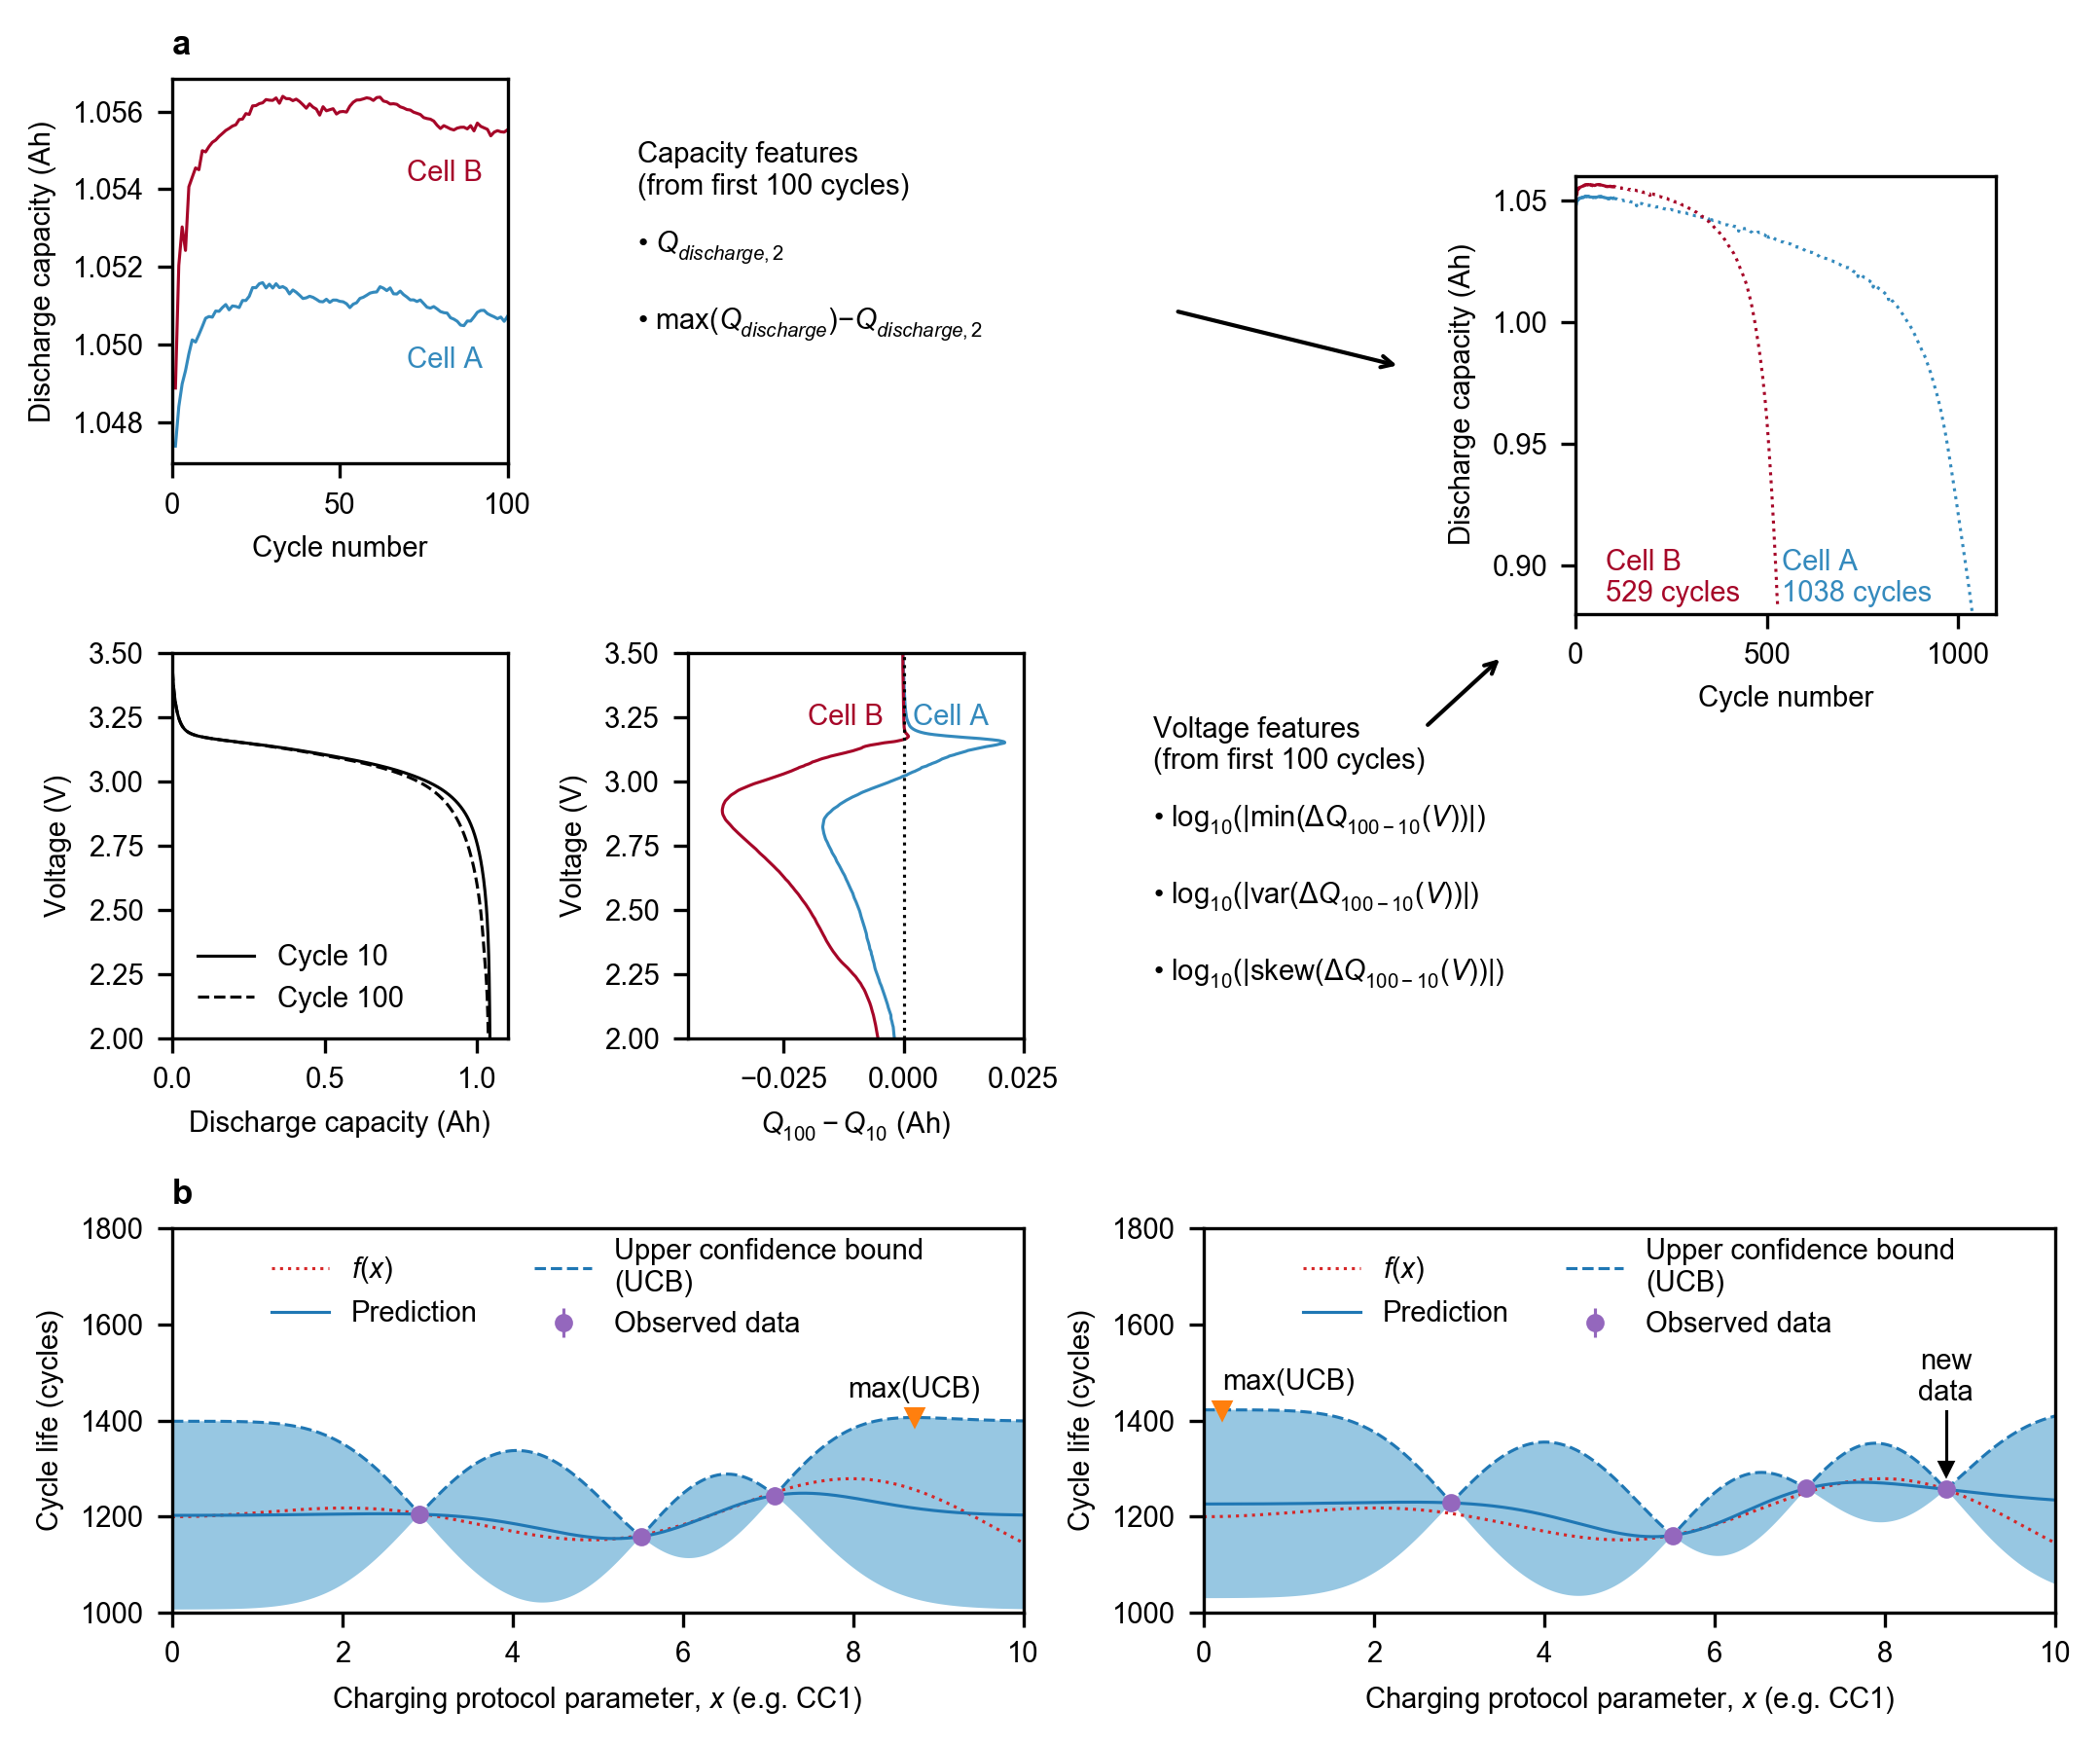 a
1.056
1.054
1.052
1.050
1.048
Discharge capacity (Ah)
Cell B
Cell A
0 50 100
Cycle number
Capacity features
(from first 100 cycles)
• Qdischarge, 2
• max(Qdischarge)−Qdischarge, 2
1.05
1.00
0.95
0.90
Discharge capacity (Ah)
Cell B
529 cycles
Cell A
1038 cycles
0 500 1000
Cycle number
3.50
3.25
3.00
2.75
2.50
2.25
2.00
Voltage (V)
Cycle 10
Cycle 100
0.0 0.5 1.0
Discharge capacity (Ah)
3.50
3.25
3.00
2.75
2.50
2.25
2.00
Voltage (V)
Cell B Cell A
−0.025 0.000 0.025
Q100 − Q10 (Ah)
Voltage features
(from first 100 cycles)
• log10(|min(ΔQ100 − 10(V))|)
• log10(|var(ΔQ100 − 10(V))|)
• log10(|skew(ΔQ100 − 10(V))|)
b
1800
1600
1400
1200
1000
Cycle life (cycles)
f(x)
Prediction
Upper confidence bound
(UCB)
Observed data
max(UCB)
0 2 4 6 8 10
Charging protocol parameter, x (e.g. CC1)
1800
1600
1400
1200
1000
Cycle life (cycles)
f(x)
Prediction
Upper confidence bound
(UCB)
Observed data
max(UCB)
new
data
0 2 4 6 8 10
Charging protocol parameter, x (e.g. CC1)